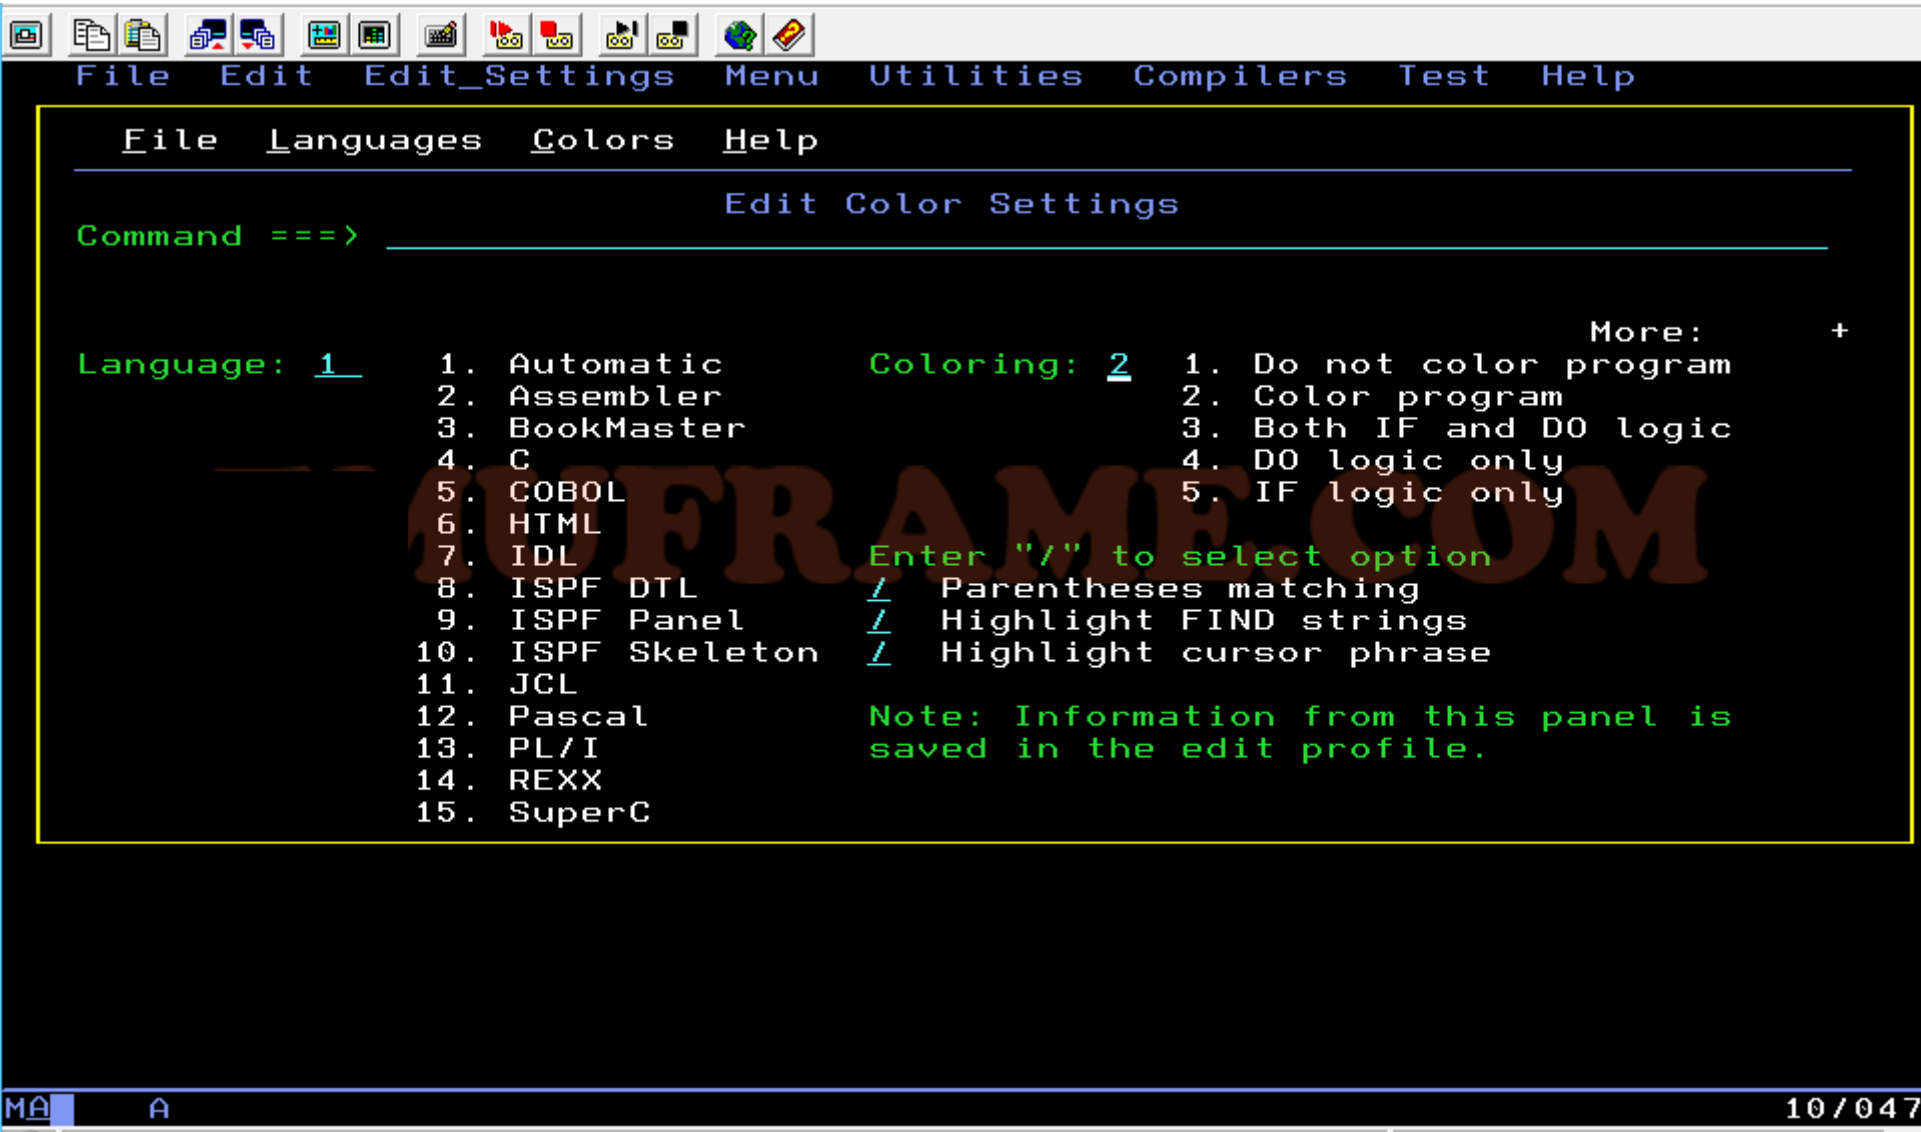 File Edit Edit_Settings Menu Utilities Compilers Test Help
File Languages Colors Help
Edit Color Settings
Command ===>
More: +
Language: 1 1. Automatic Coloring: 2 1. Do not color program
2. Assembler 2. Color program
3. BookMaster 3. Both IF and DO logic
4. C 4. DO logic only
5. COBOL 5. IF logic only
6. HTML
7. IDL Enter "/" to select option
8. ISPF DTL / Parentheses matching
9. ISPF Panel / Highlight FIND strings
10. ISPF Skeleton / Highlight cursor phrase
11. JCL
12. Pascal Note: Information from this panel is
13. PL/I saved in the edit profile.
14. REXX
15. SuperC
MUFRAME.COM
MA A 10/047